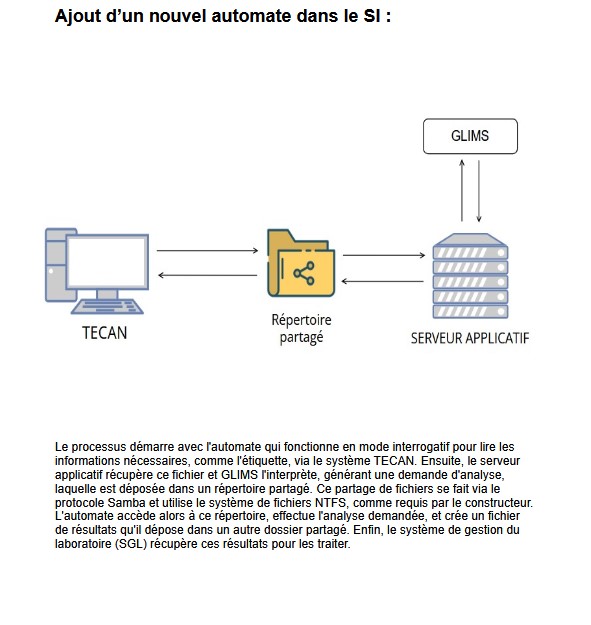 Ajout d’un nouvel automate dans le SI :
GLIMS
TECAN
Répertoire
partagé
SERVEUR APPLICATIF
Le processus démarre avec l'automate qui fonctionne en mode interrogatif pour lire les
informations nécessaires, comme l'étiquette, via le système TECAN. Ensuite, le serveur
applicatif récupère ce fichier et GLIMS l'interprète, générant une demande d'analyse,
laquelle est déposée dans un répertoire partagé. Ce partage de fichiers se fait via le
protocole Samba et utilise le système de fichiers NTFS, comme requis par le constructeur.
L'automate accède alors à ce répertoire, effectue l'analyse demandée, et crée un fichier
de résultats qu'il dépose dans un autre dossier partagé. Enfin, le système de gestion du
laboratoire (SGL) récupère ces résultats pour les traiter.